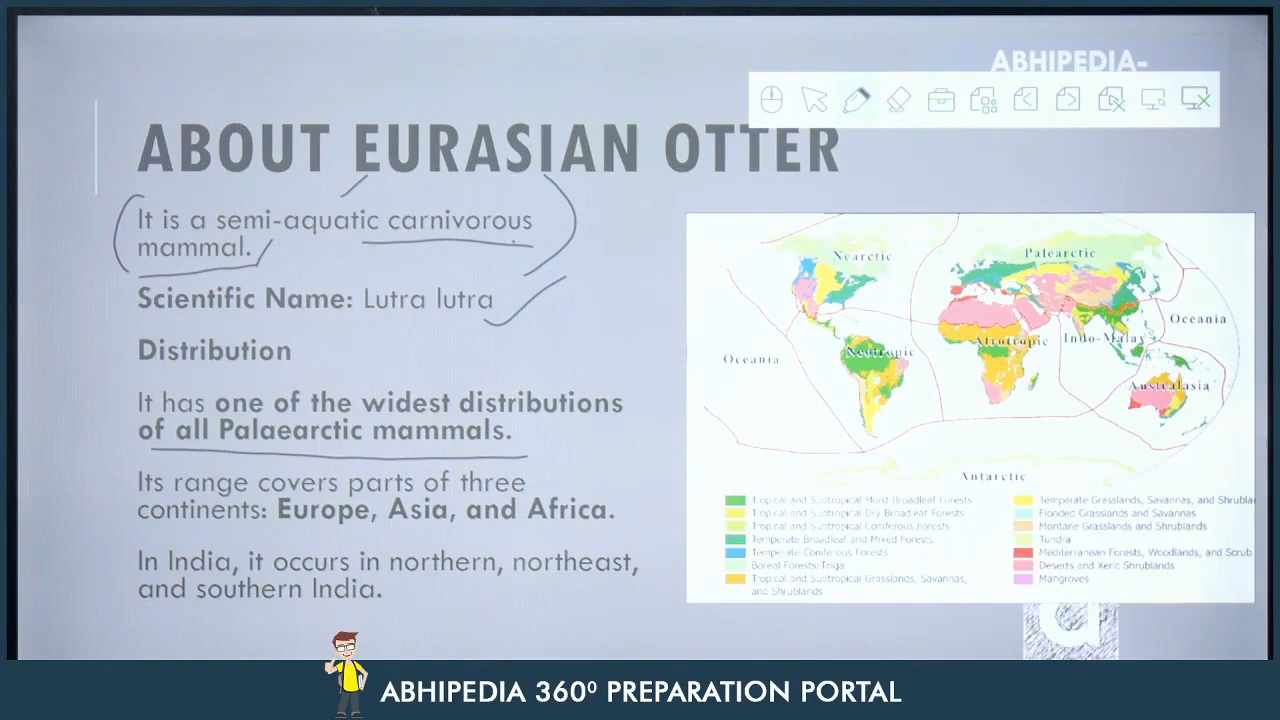 ABHIPEDIA-
ABOUT EURASIAN OTTER
It is a semi-aquatic carnivorous
mammal.
Scientific Name: Lutra lutra
Distribution
It has one of the widest distributions
of all Palaearctic mammals.
Its range covers parts of three
continents: Europe, Asia, and Africa.
In India, it occurs in northern, northeast,
and southern India.
Nearctic
Palearctic
Oceania
Neotropic
Afrotropic
Indo-Malay
Oceania
Australasia
Antarctic
Tropical and Subtropical Moist Broadleaf Forests
Tropical and Subtropical Dry Broadleaf Forests
Tropical and Subtropical Coniferous Forests
Temperate Broadleaf and Mixed Forests
Temperate Coniferous Forests
Boreal Forests/Taiga
Tropical and Subtropical Grasslands, Savannas,
and Shrublands
Temperate Grasslands, Savannas, and Shrublan
Flooded Grasslands and Savannas
Montane Grasslands and Shrublands
Tundra
Mediterranean Forests, Woodlands, and Scrub
Deserts and Xeric Shrublands
Mangroves
ABHIPEDIA 360⁰ PREPARATION PORTAL